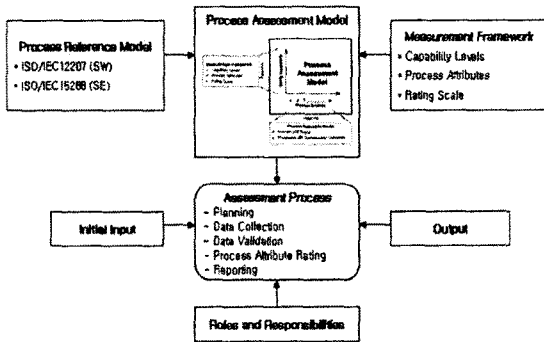 Process Assessment Model
Process Reference Model
• ISO/IEC12207 (SW)
• ISO/IEC15288 (SE)
Process
Assessment
Model
Measurement Framework
• Capability Levels
• Process Attributes
• Rating Scale
Assessment Process
- Planning
- Data Collection
- Data Validation
- Process Attribute Rating
- Reporting
Initial Input
Output
Roles and Responsibilities